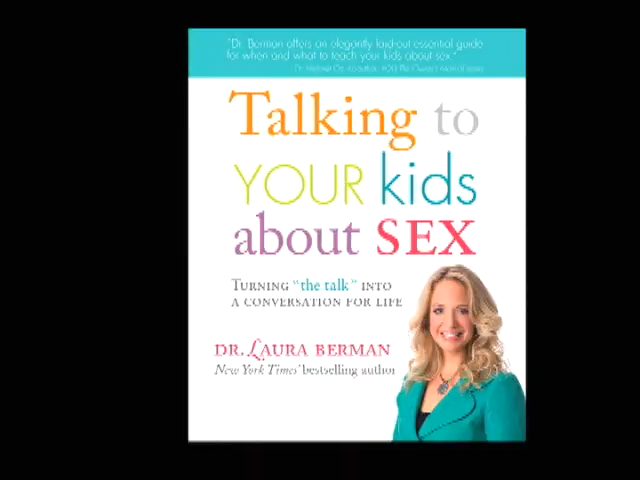 "Dr. Berman offers an elegantly laid-out essential guide
for when and what to teach your kids about sex."
Talking to
YOUR kids
about SEX
TURNING "the talk" INTO
A CONVERSATION FOR LIFE
DR. LAURA BERMAN
New York Times' bestselling author